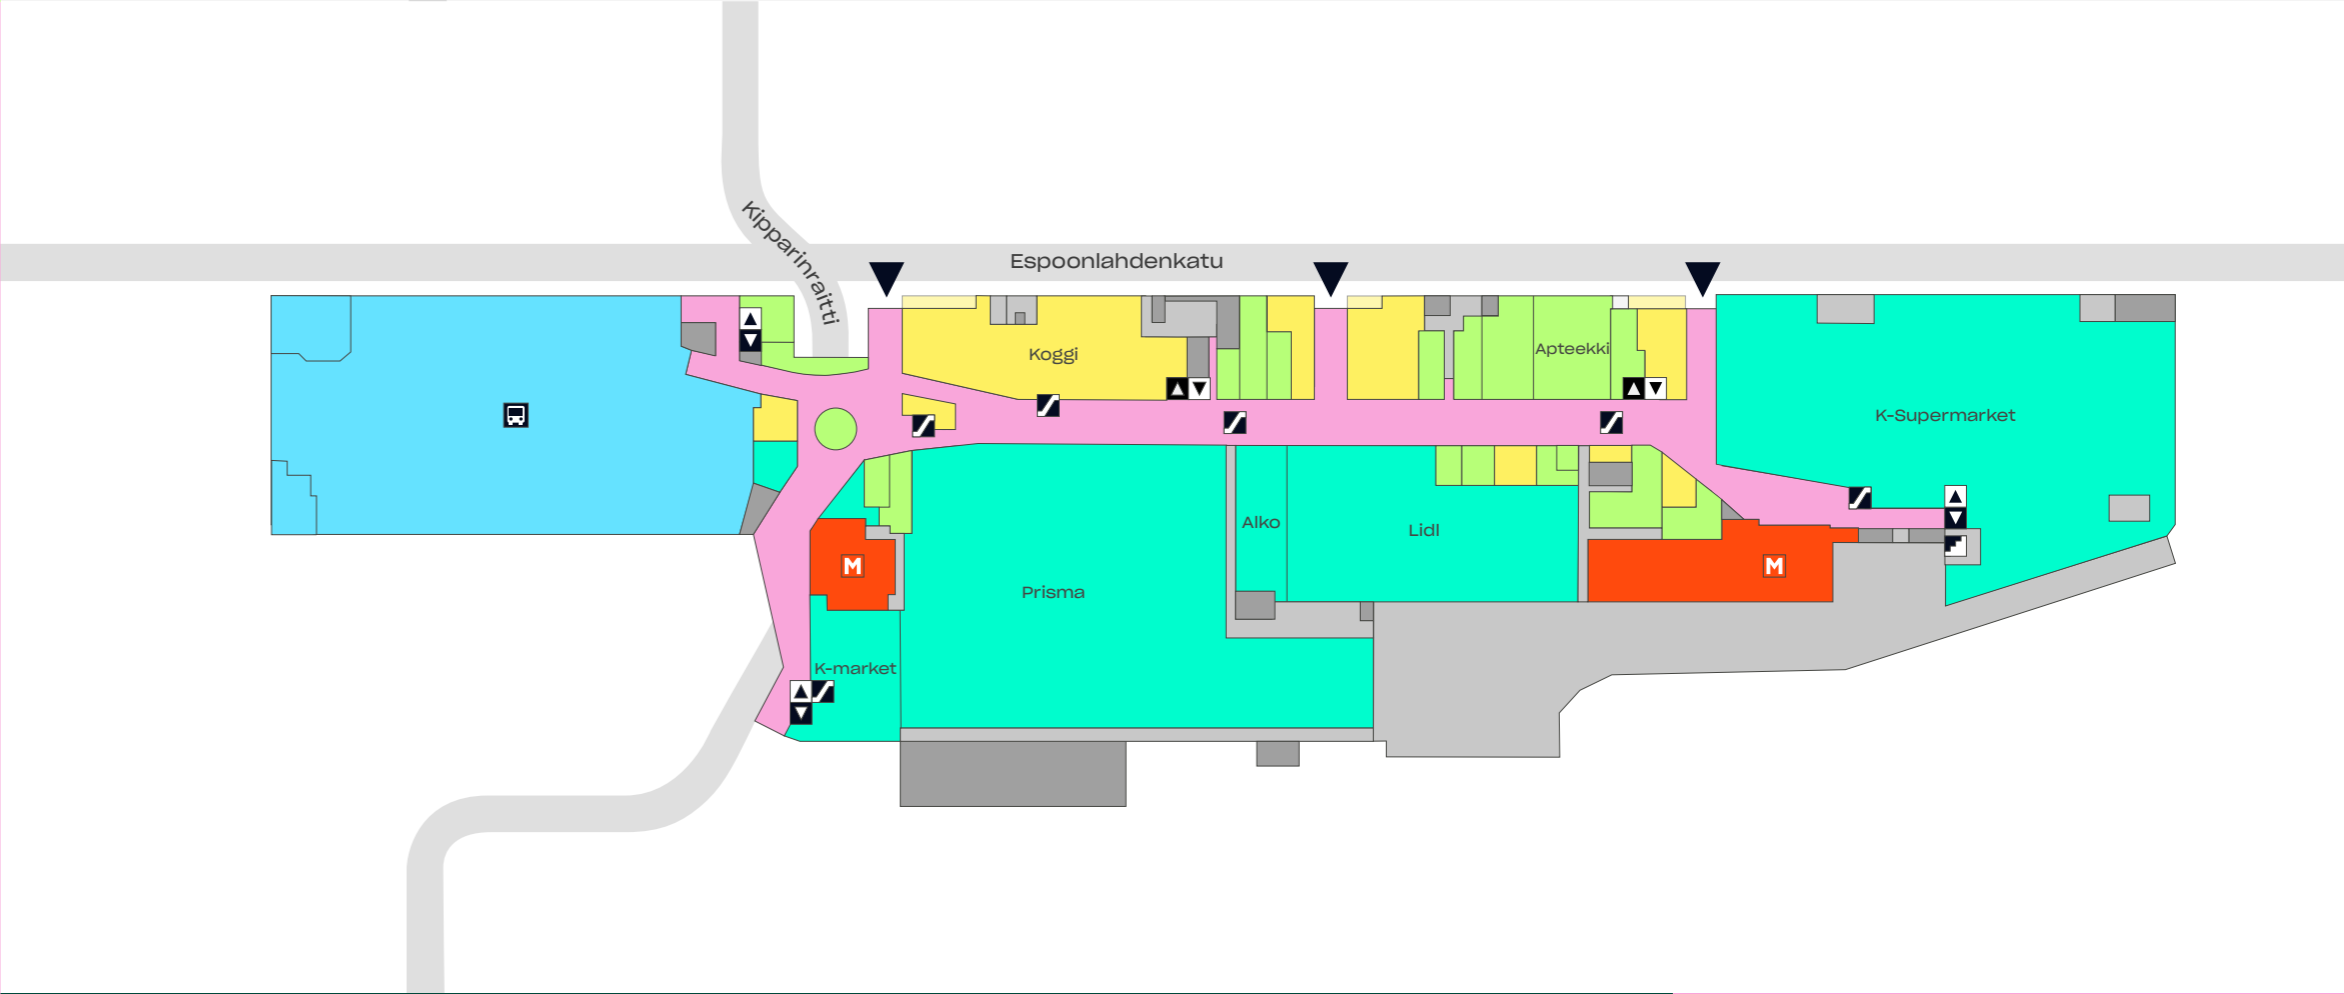 Kipparinraitti
Espoonlahdenkatu
Koggi
Apteekki
K-Supermarket
Alko
Lidl
M
M
Prisma
K-market